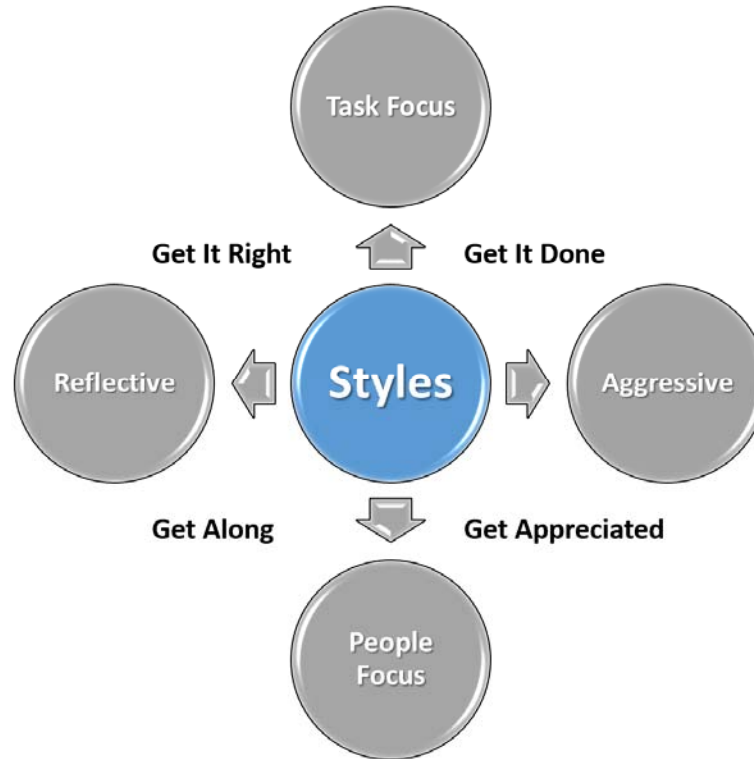 Task Focus
Get It Right
Get It Done
Reflective
Styles
Aggressive
Get Along
Get Appreciated
People
Focus